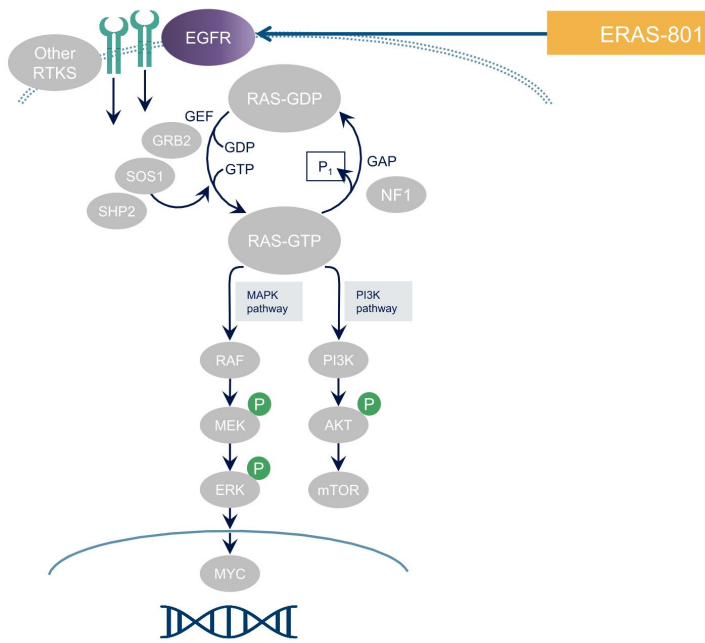 Other
RTKS
EGFR
ERAS-801
RAS-GDP
GEF
GRB2
GDP
GTP
SOS1
SHP2
P1
GAP
NF1
RAS-GTP
MAPK
pathway
PI3K
pathway
RAF
PI3K
P
MEK
P
AKT
P
ERK
mTOR
MYC